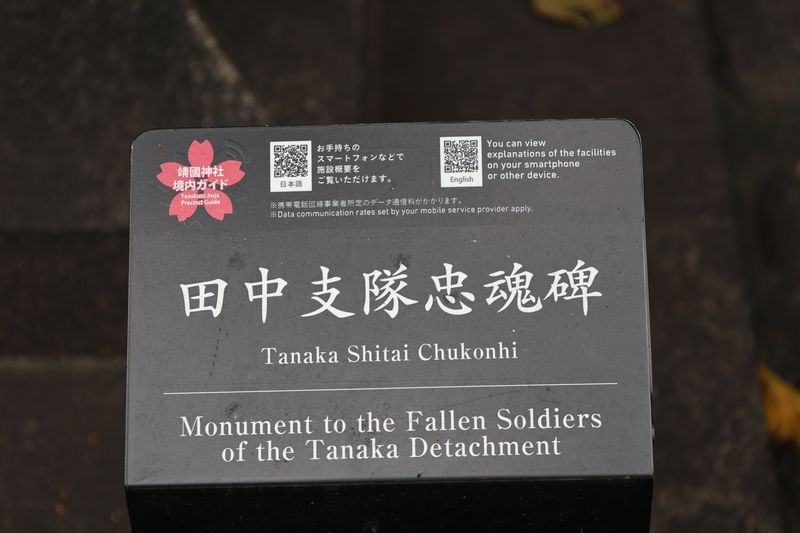 靖國神社
境内ガイド
Yasukuni Jinja
Precinct Guide
日本語
お手持ちの
スマートフォンなどで
施設概要を
ご覧いただけます。
English
You can view
explanations of the facilities
on your smartphone
or other device.
※携帯電話回線事業者所定のデータ通信料がかかります。
※Data communication rates set by your mobile service provider apply.
田中支隊忠魂碑
Tanaka Shitai Chukonhi
Monument to the Fallen Soldiers
of the Tanaka Detachment